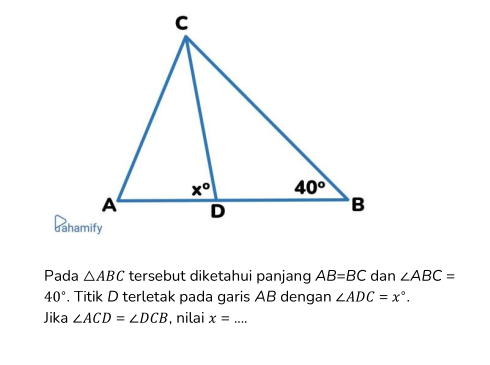 C
x° 40°
A D B
Pahamify
Pada △ABC tersebut diketahui panjang AB=BC dan ∠ABC =
40°. Titik D terletak pada garis AB dengan ∠ADC = x°.
Jika ∠ACD = ∠DCB, nilai x = ....